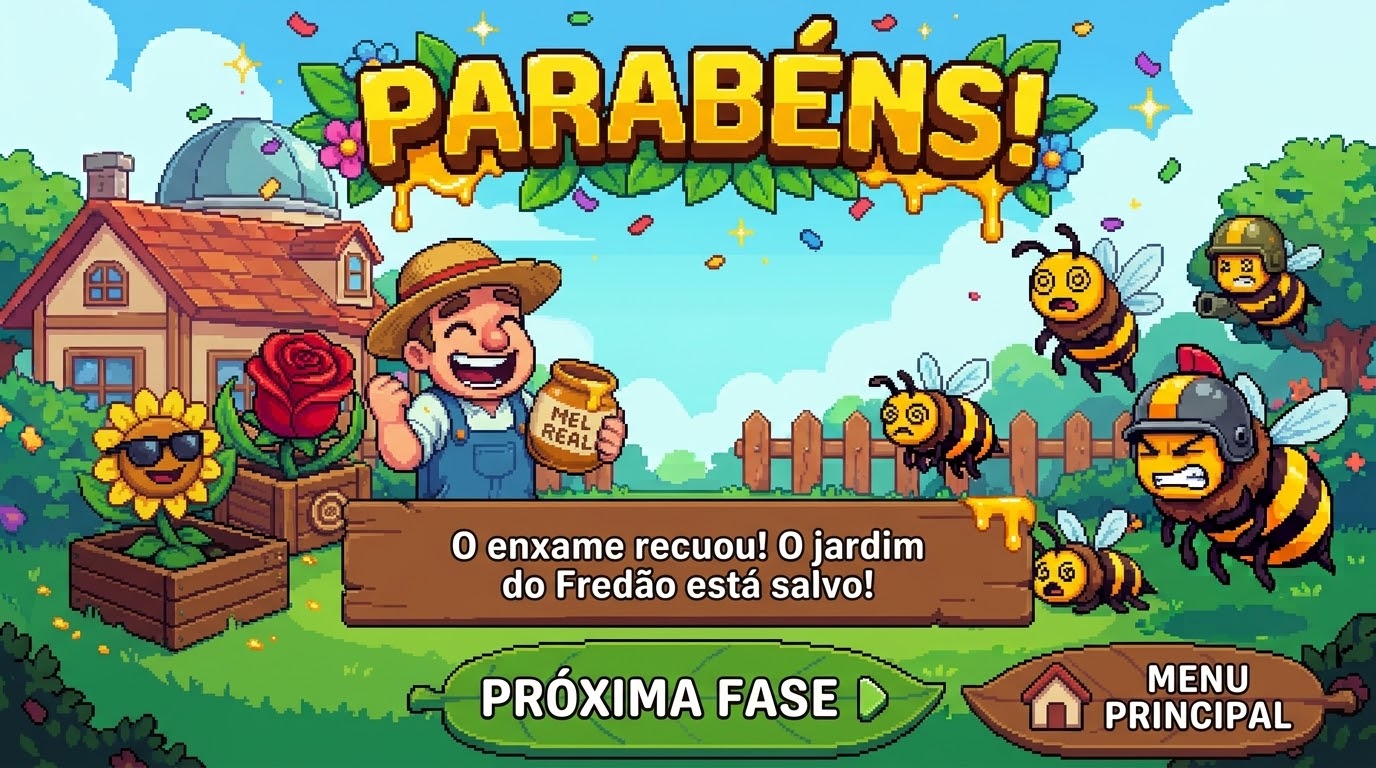 PARABÉNS!
MEL
REAL
O enxame recuou! O jardim
do Fredão está salvo!
PRÓXIMA FASE
MENU
PRINCIPAL